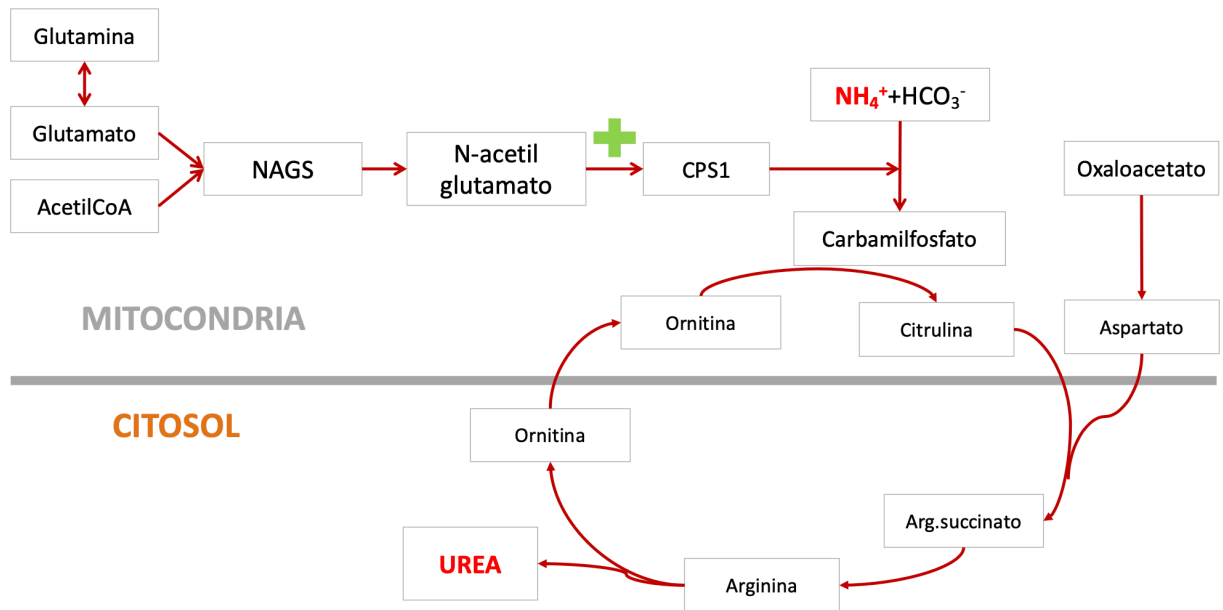 Glutamina
Glutamato
AcetilCoA
NAGS
N-acetil
glutamato
CPS1
NH₄⁺+HCO₃⁻
Carbamilfosfato
Oxaloacetato
MITOCONDRIA
Ornitina
Citrulina
Aspartato
CITOSOL
Ornitina
Arg.succinato
UREA
Arginina